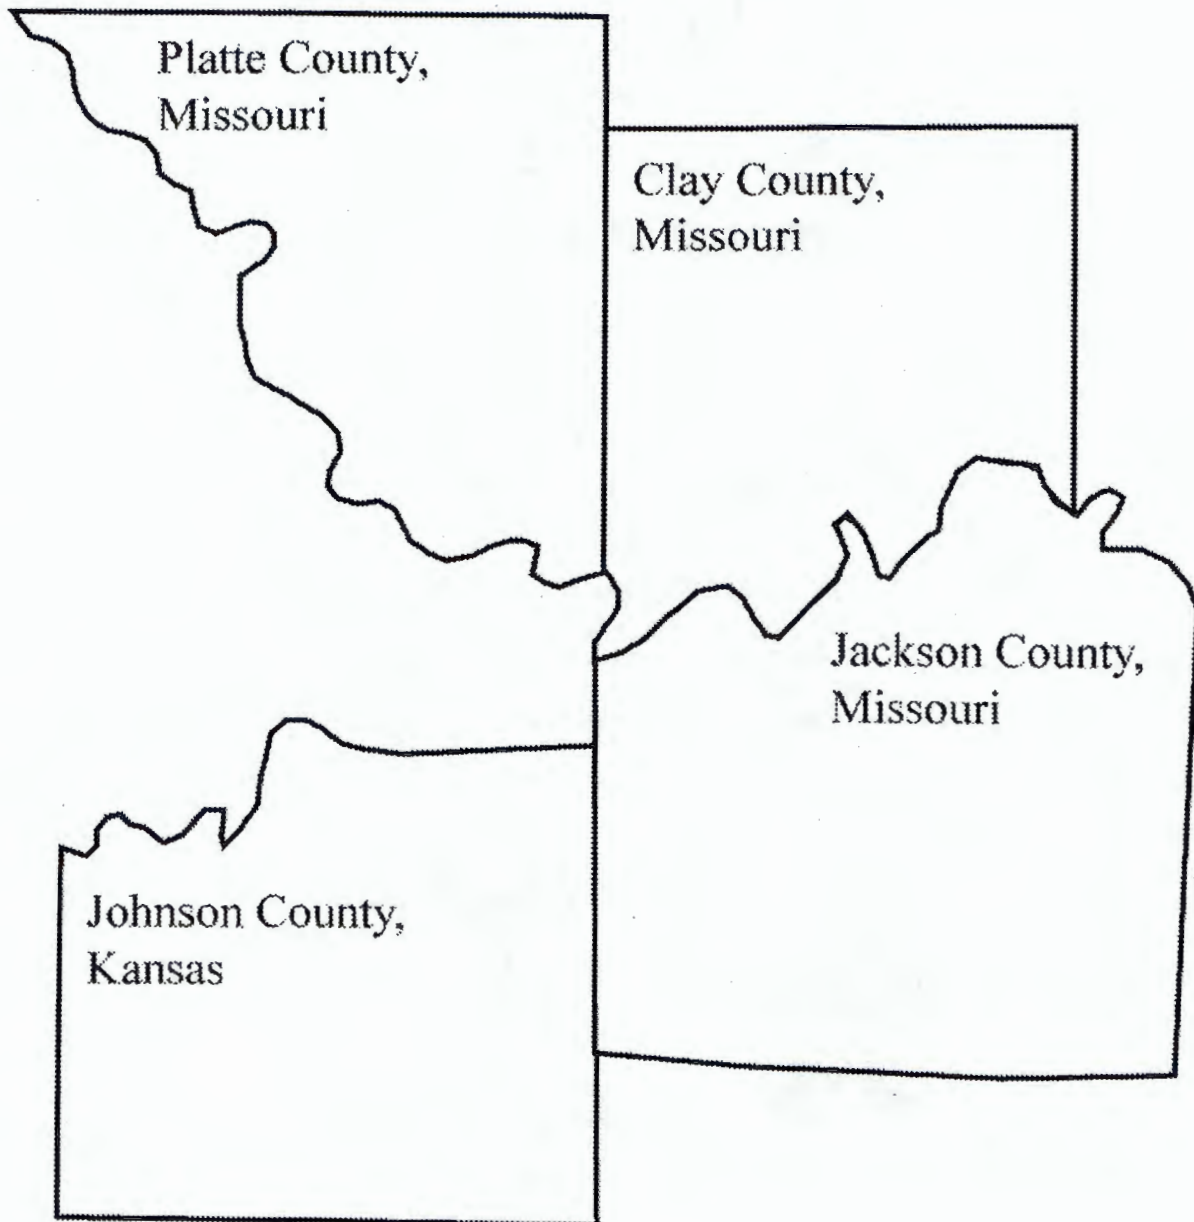 Platte County,
Missouri
Clay County,
Missouri
Jackson County,
Missouri
Johnson County,
Kansas